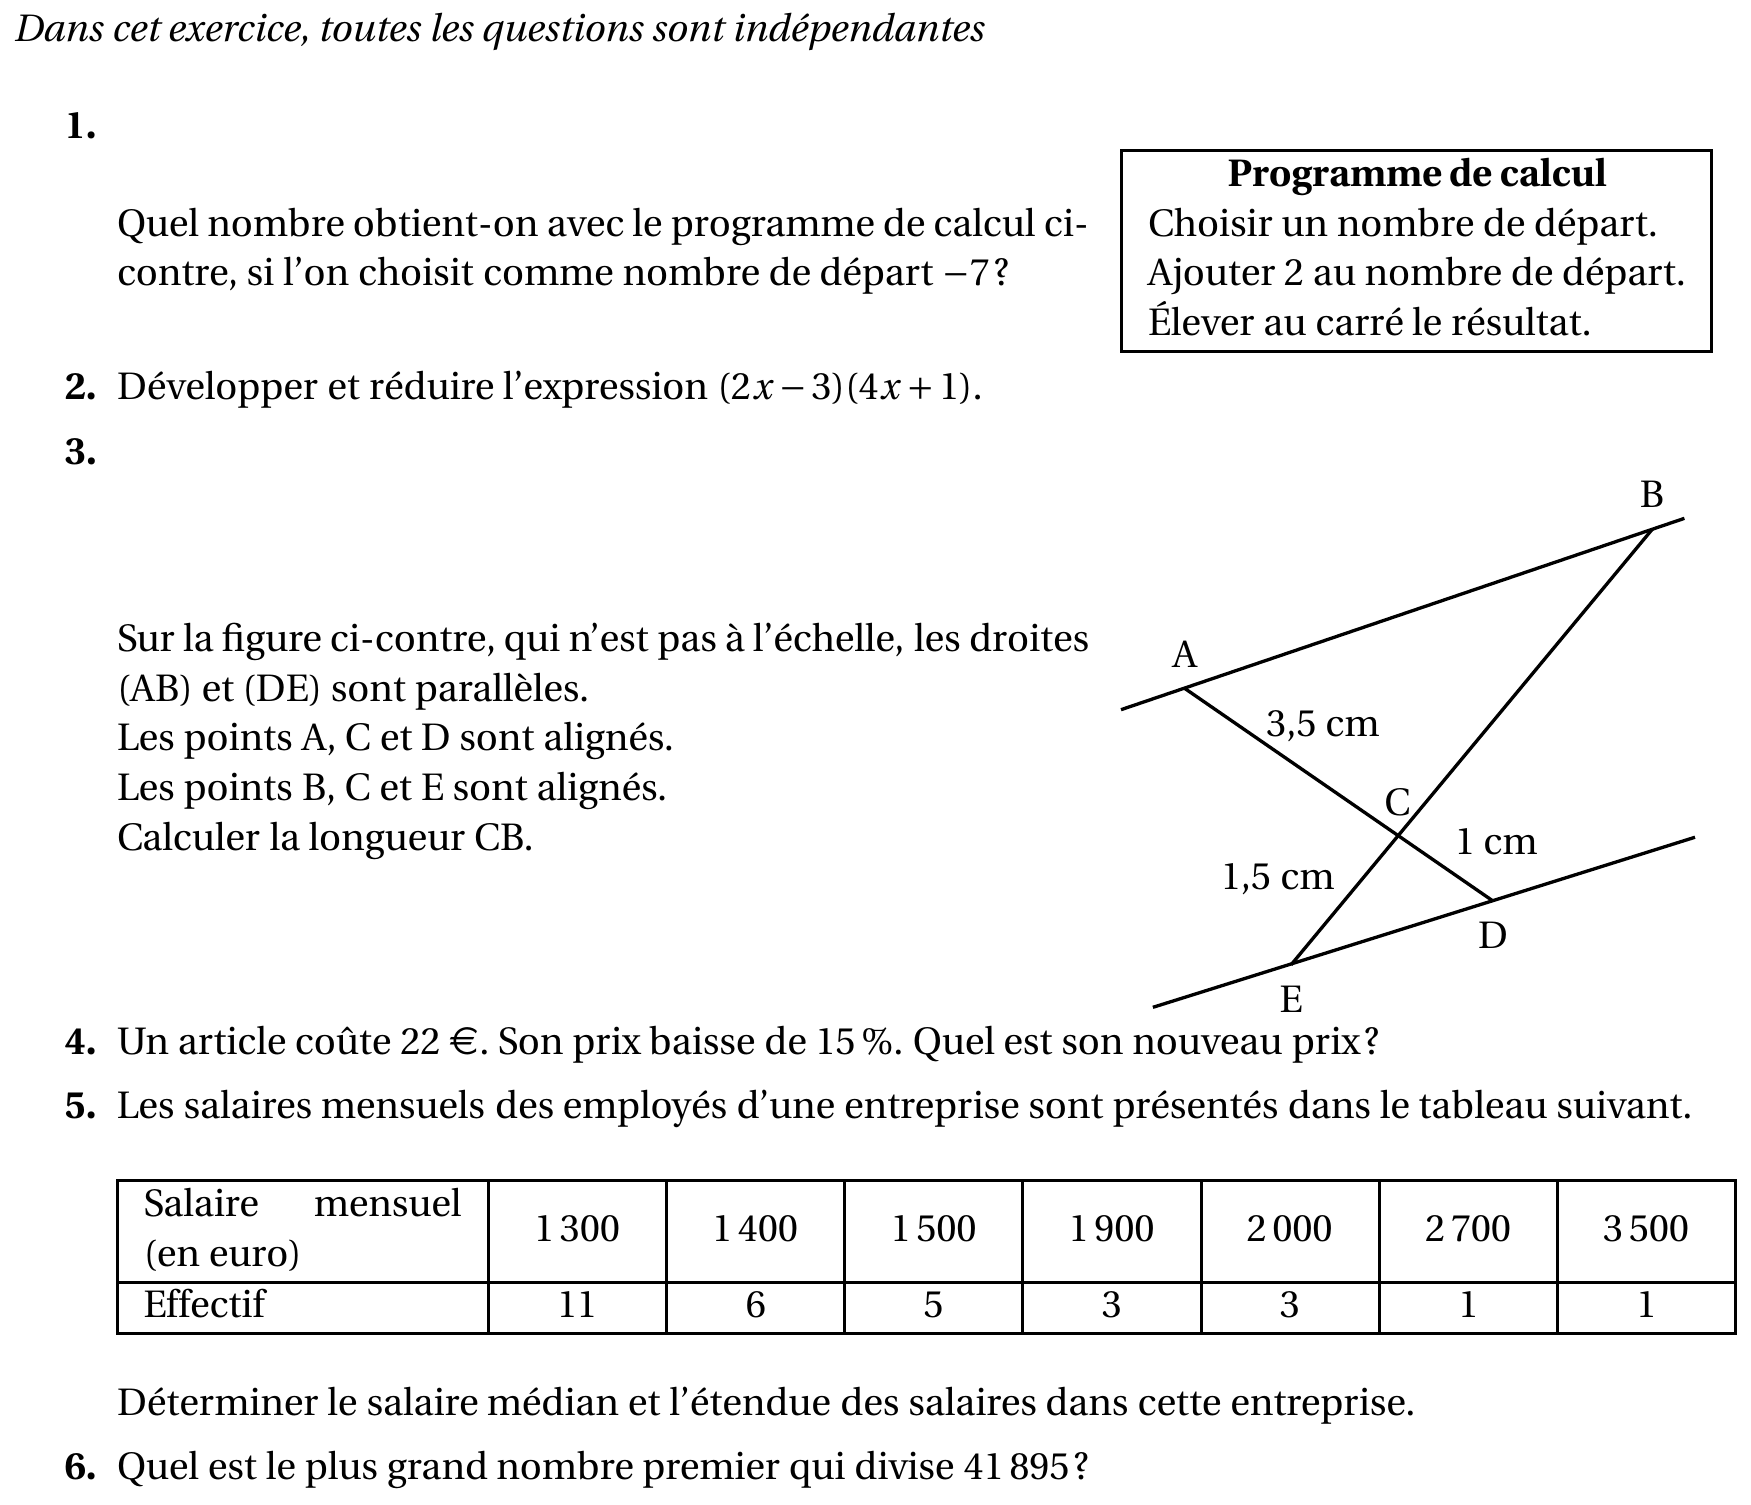 Dans cet exercice, toutes les questions sont indépendantes
1.
Quel nombre obtient-on avec le programme de calcul ci-
contre, si l’on choisit comme nombre de départ −7 ?
Programme de calcul
Choisir un nombre de départ.
Ajouter 2 au nombre de départ.
Élever au carré le résultat.
2. Développer et réduire l’expression (2x − 3)(4x + 1).
3.
Sur la figure ci-contre, qui n’est pas à l’échelle, les droites
(AB) et (DE) sont parallèles.
Les points A, C et D sont alignés.
Les points B, C et E sont alignés.
Calculer la longueur CB.
B
A
3,5 cm
C
1 cm
1,5 cm
D
E
4. Un article coûte 22 €. Son prix baisse de 15 %. Quel est son nouveau prix ?
5. Les salaires mensuels des employés d’une entreprise sont présentés dans le tableau suivant.
Salaire mensuel
(en euro)
1 300 1 400 1 500 1 900 2 000 2 700 3 500
Effectif 11 6 5 3 3 1 1
Déterminer le salaire médian et l’étendue des salaires dans cette entreprise.
6. Quel est le plus grand nombre premier qui divise 41 895 ?